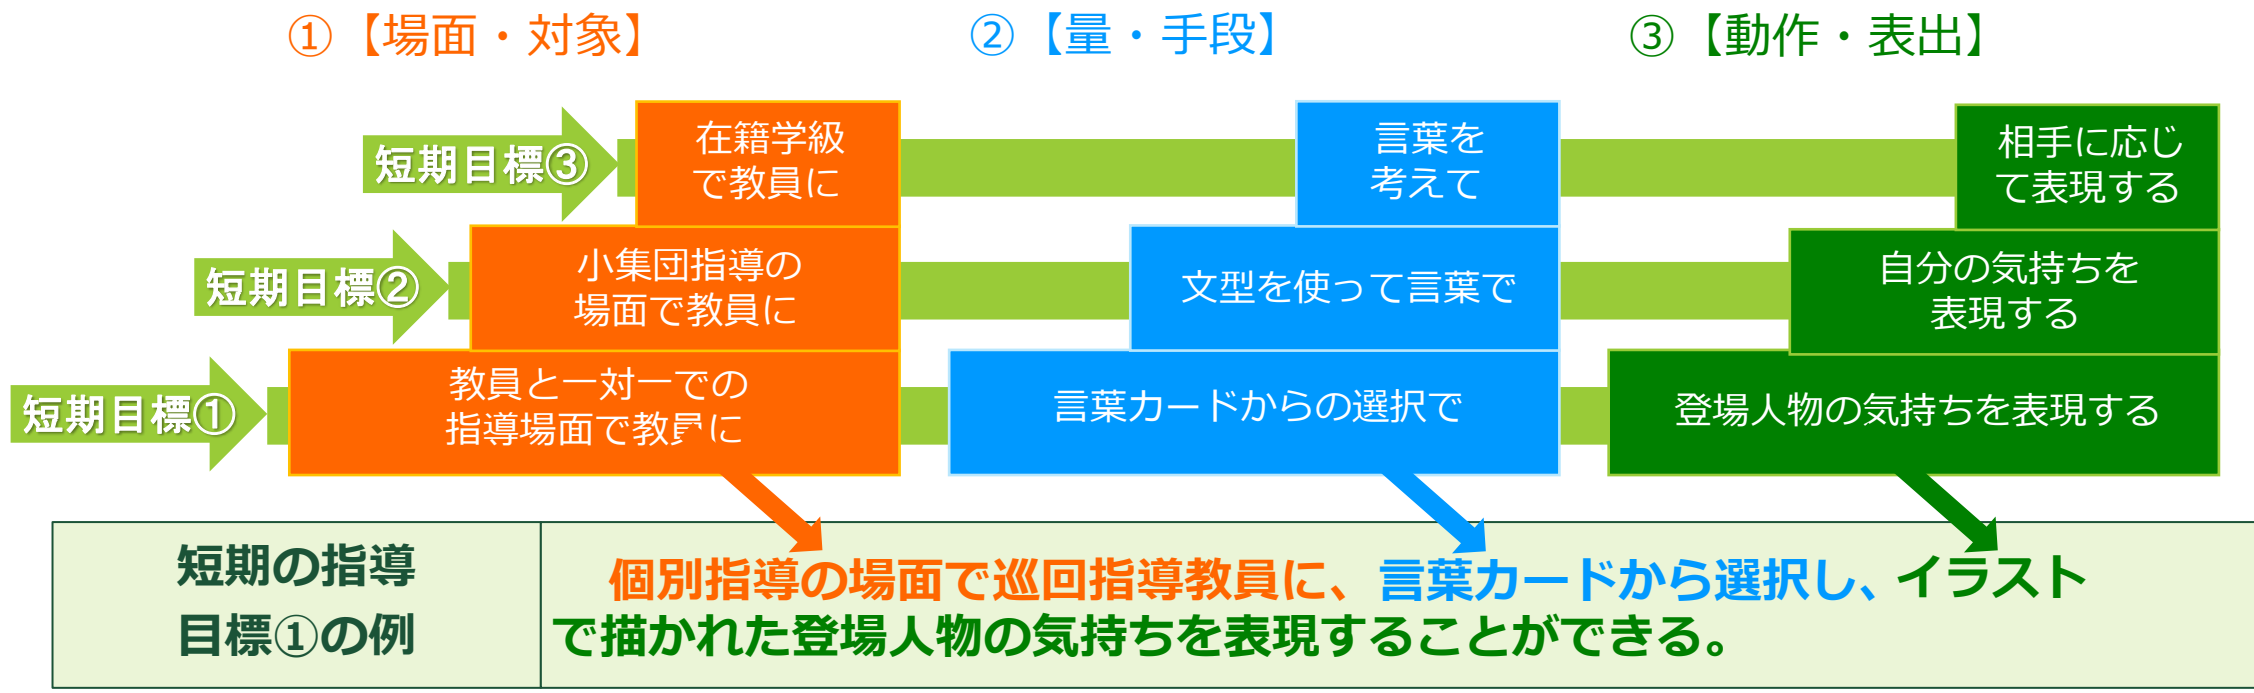 ①【場面・対象】
②【量・手段】
③【動作・表出】
短期目標③
在籍学級
で教員に
言葉を
考えて
相手に応じ
て表現する
短期目標②
小集団指導の
場面で教員に
文型を使って言葉で
自分の気持ちを
表現する
短期目標①
教員と一対一での
指導場面で教員に
言葉カードからの選択で
登場人物の気持ちを表現する
短期の指導
目標①の例
個別指導の場面で巡回指導教員に、言葉カードから選択し、イラスト
で描かれた登場人物の気持ちを表現することができる。